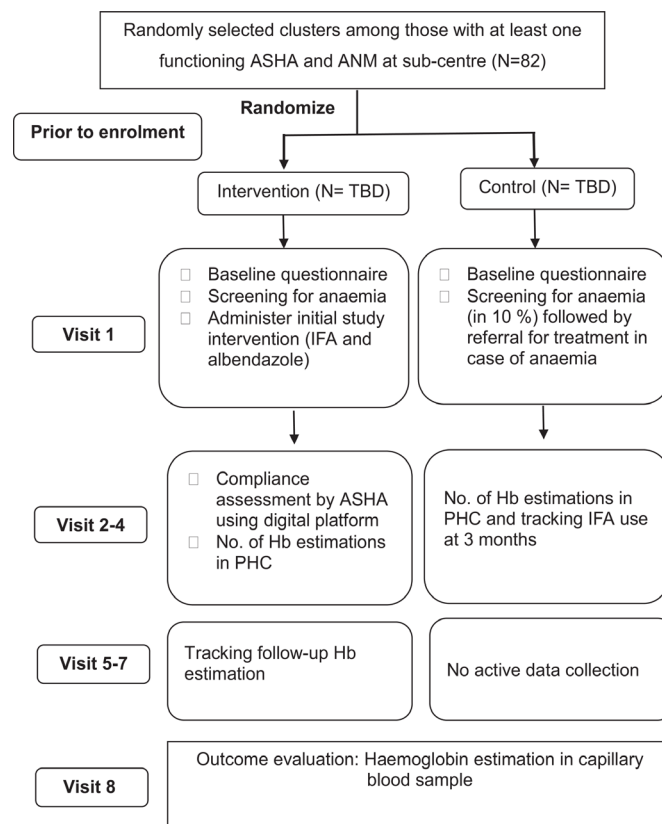 Randomly selected clusters among those with at least one
functioning ASHA and ANM at sub-centre (N=82)
Randomize
Prior to enrolment
Intervention (N= TBD)
Control (N= TBD)
Visit 1
Baseline questionnaire
Screening for anaemia
Administer initial study
intervention (IFA and
albendazole)
Baseline questionnaire
Screening for anaemia
(in 10 %) followed by
referral for treatment in
case of anaemia
Visit 2-4
Compliance
assessment by ASHA
using digital platform
No. of Hb estimations
in PHC
No. of Hb estimations in
PHC and tracking IFA use
at 3 months
Visit 5-7
Tracking follow-up Hb
estimation
No active data collection
Visit 8
Outcome evaluation: Haemoglobin estimation in capillary
blood sample